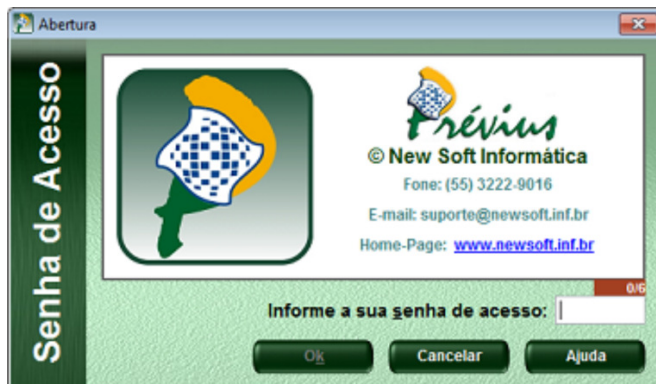 Abertura
Senha de Acesso
Prévius
© New Soft Informática
Fone: (55) 3222-9016
E-mail: suporte@newsoft.inf.br
Home-Page: www.newsoft.inf.br
0/6
Informe a sua senha de acesso:
Ok Cancelar Ajuda